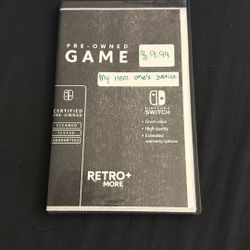 PRE-OWNED
GAME
$9.99
My Hero one's Justice
CERTIFIED
PRE-OWNED
CLEANED
TESTED
GUARANTEED
NINTENDO
SWITCH
• Great value
• High quality
• Extended
warranty options
RETRO+
MORE